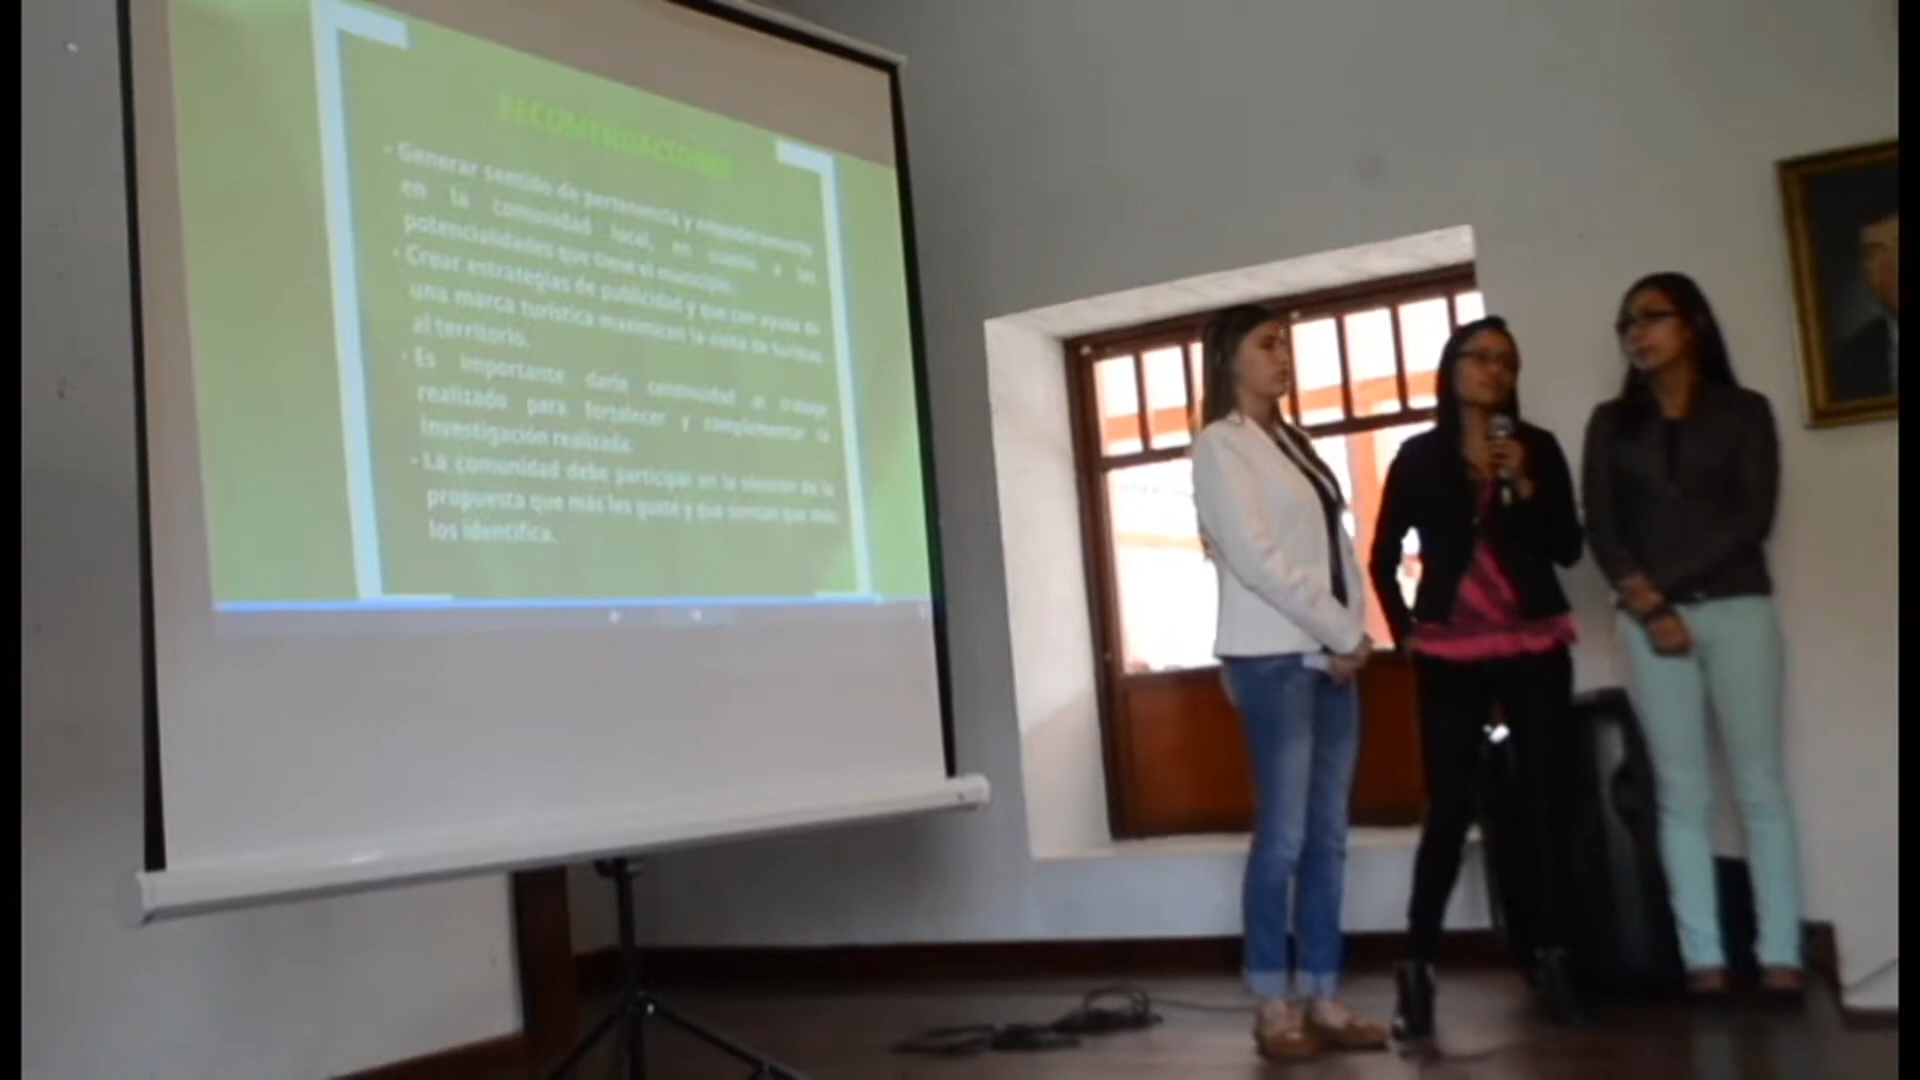 RECOMENDACIONES
- Generar sentido de pertenencia y empoderamiento
en la comunidad local, en cuanto a las
potencialidades que tiene el municipio.
- Crear estrategias de publicidad y que con ayuda de
una marca turística maximicen la visita de turistas
al territorio.
- Es importante darle continuidad al trabajo
realizado para fortalecer y complementar la
investigación realizada.
- La comunidad debe participar en la elección de la
propuesta que más les guste y que sientan que más
los identifica.